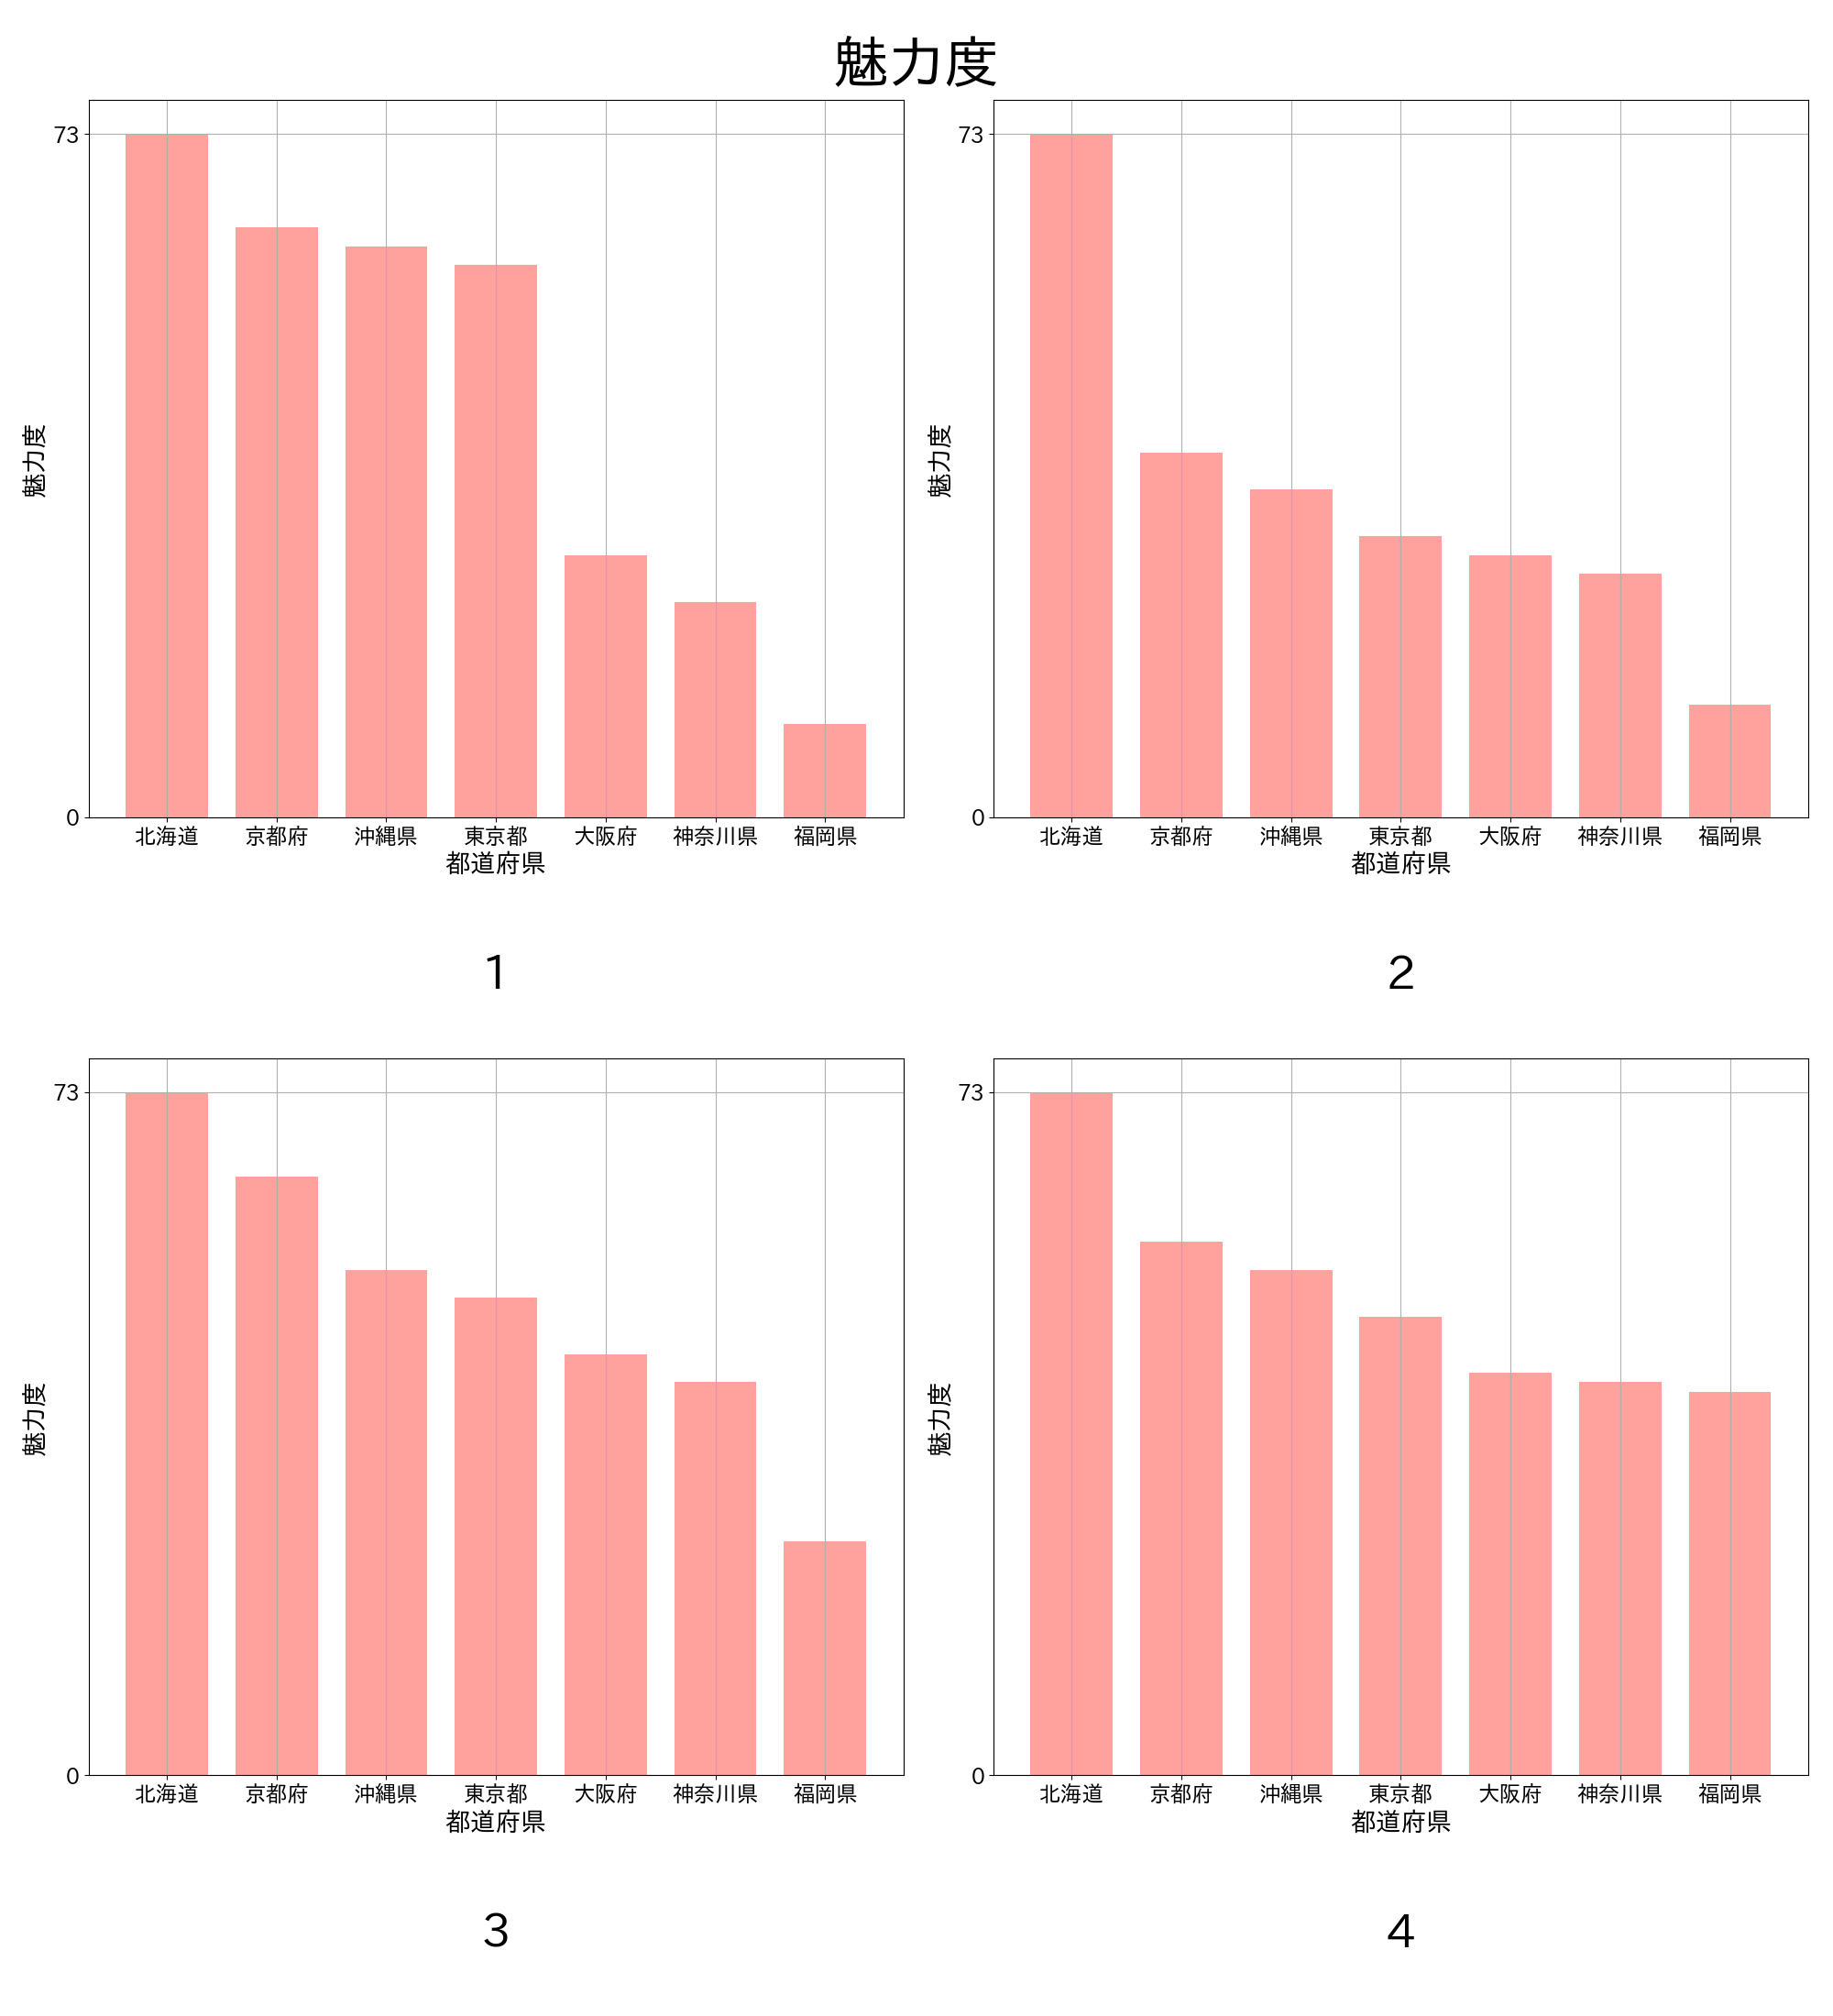 魅力度
73
0
魅力度
北海道 京都府 沖縄県 東京都 大阪府 神奈川県 福岡県
都道府県
1
73
0
魅力度
北海道 京都府 沖縄県 東京都 大阪府 神奈川県 福岡県
都道府県
2
73
0
魅力度
北海道 京都府 沖縄県 東京都 大阪府 神奈川県 福岡県
都道府県
3
73
0
魅力度
北海道 京都府 沖縄県 東京都 大阪府 神奈川県 福岡県
都道府県
4